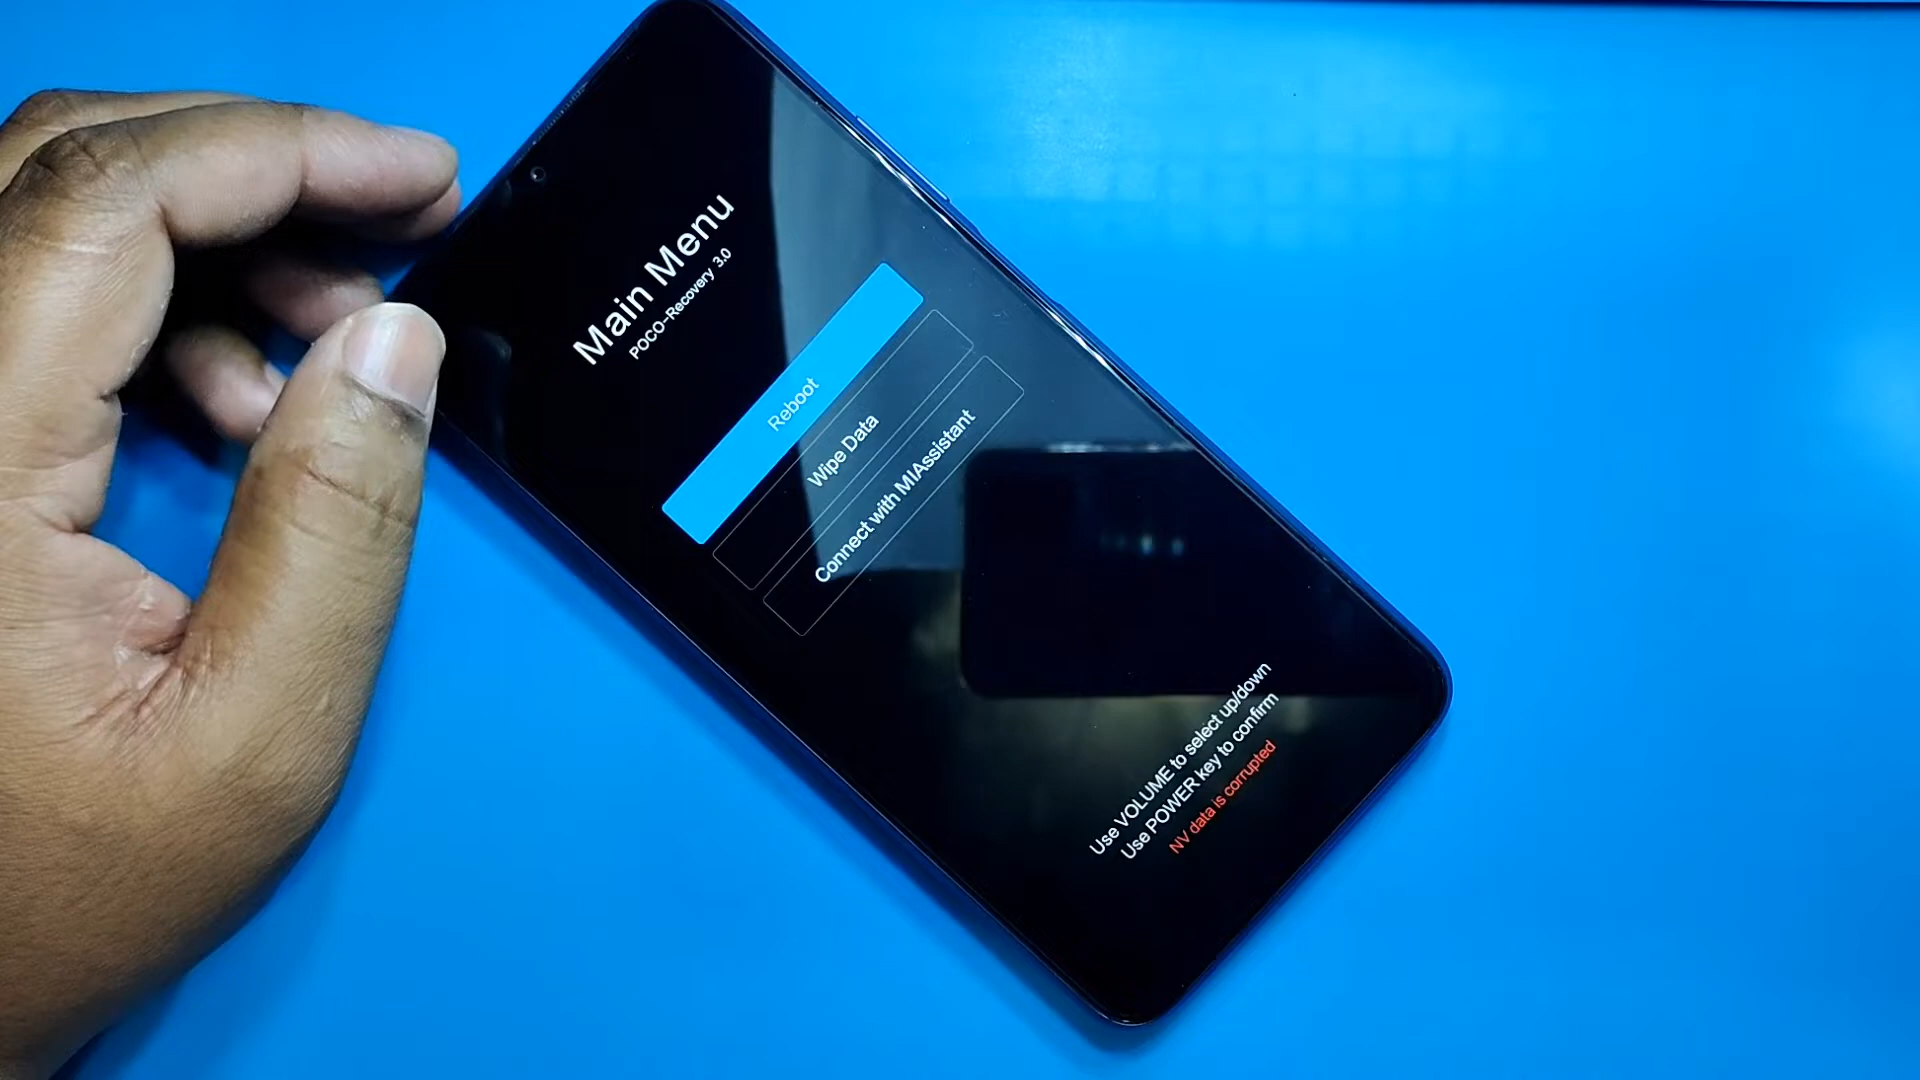 Main Menu
POCO-Recovery 3.0
Reboot
Wipe Data
Connect with MIAssistant
Use VOLUME to select up/down
Use POWER key to confirm
NV data is corrupted